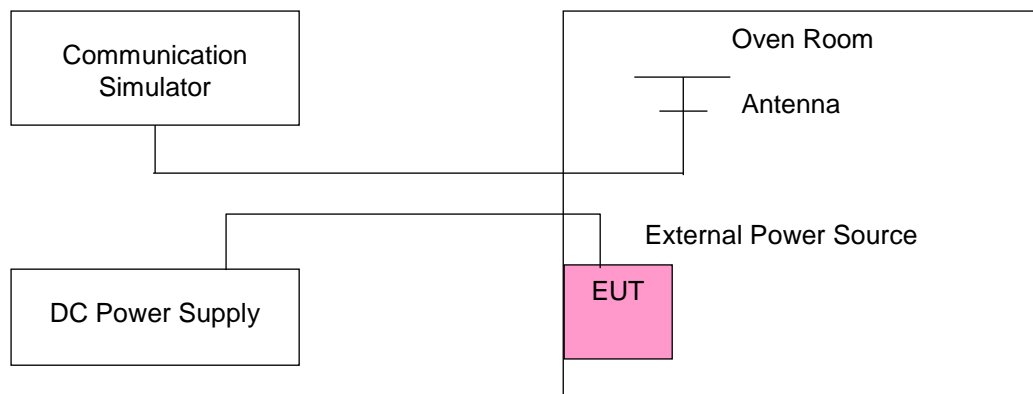 Communication
Simulator
Oven Room
Antenna
External Power Source
DC Power Supply
EUT